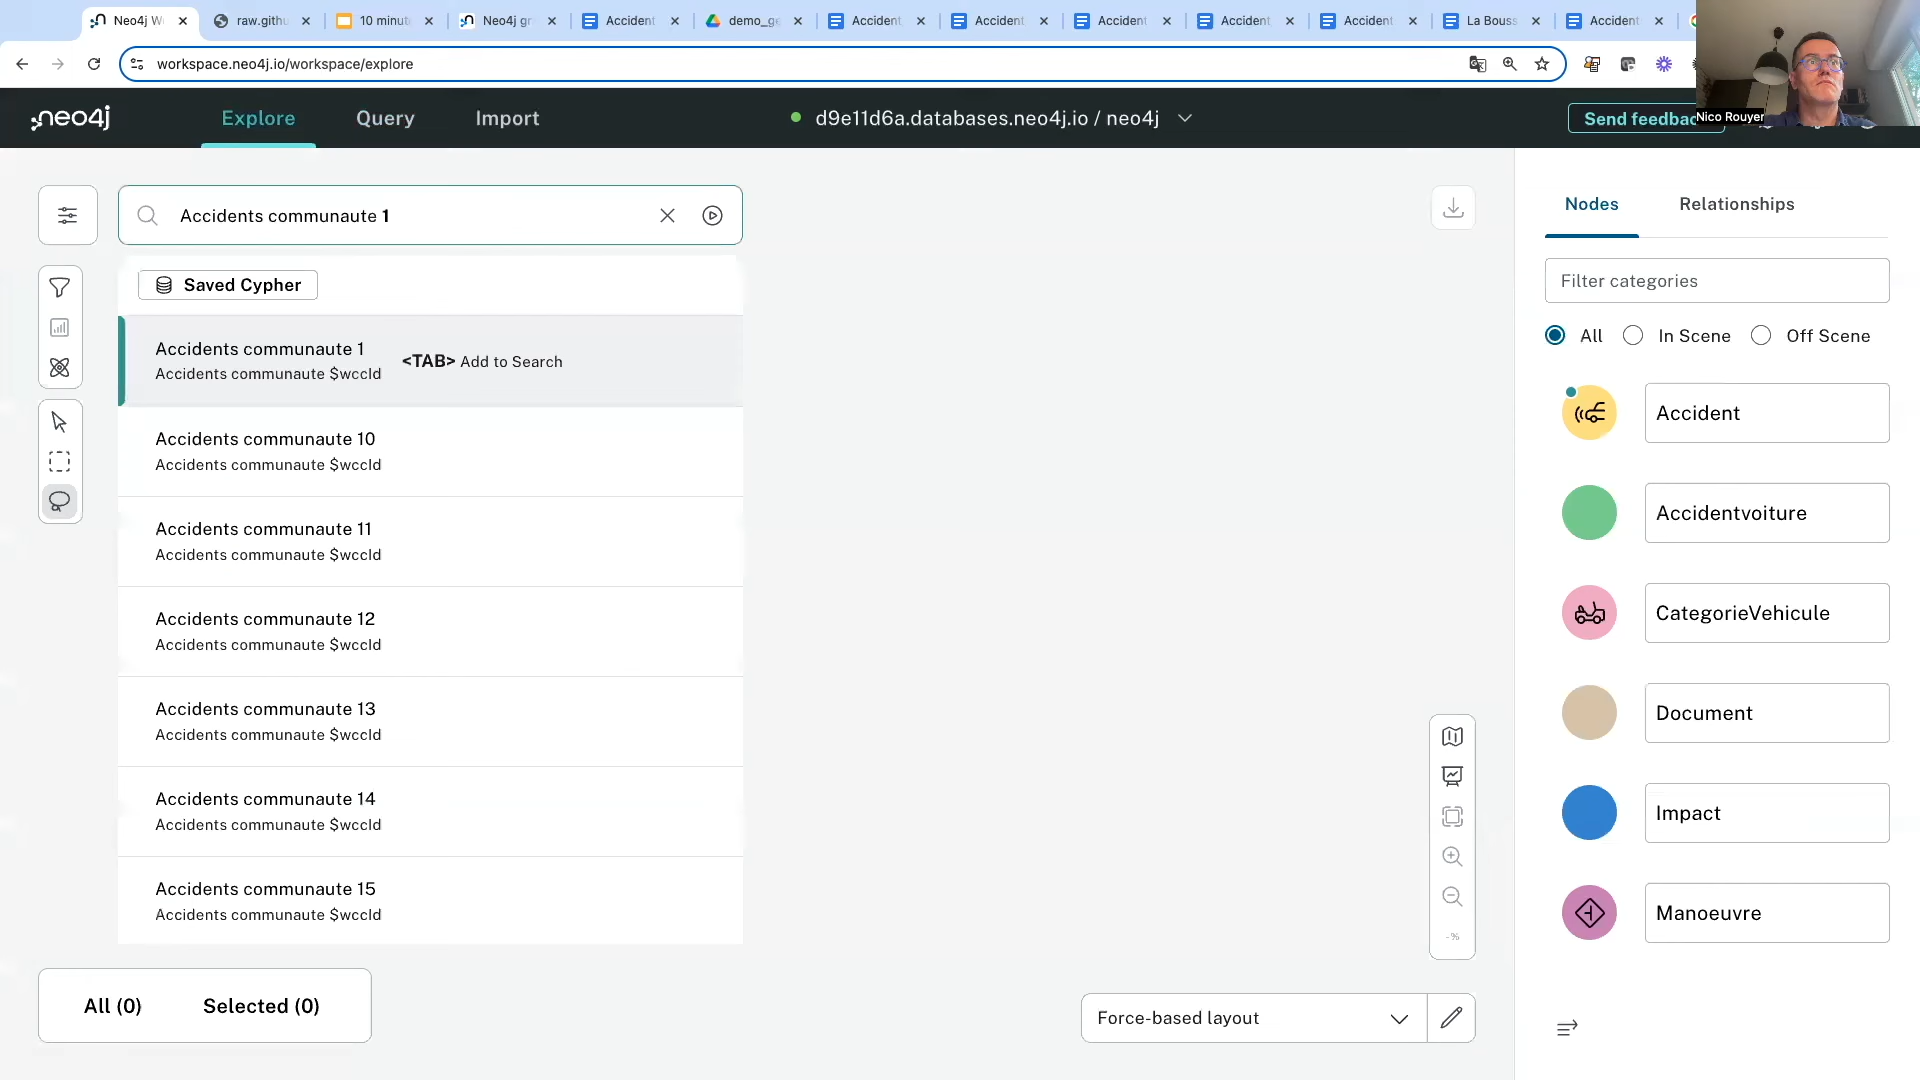 Neo4j W
raw.githu
10 minut
Neo4j gr
Accident
demo_ge
Accident
Accident
Accident
Accident
Accident
La Bouss
Accident
workspace.neo4j.io/workspace/explore
neo4j
Explore
Query
Import
d9e11d6a.databases.neo4j.io / neo4j
Send feedbac
Nico Rouyer
Accidents communaute 1
Saved Cypher
Accidents communaute 1
Accidents communaute $wccId
<TAB> Add to Search
Accidents communaute 10
Accidents communaute $wccId
Accidents communaute 11
Accidents communaute $wccId
Accidents communaute 12
Accidents communaute $wccId
Accidents communaute 13
Accidents communaute $wccId
Accidents communaute 14
Accidents communaute $wccId
Accidents communaute 15
Accidents communaute $wccId
All (0)
Selected (0)
- %
Force-based layout
Nodes
Relationships
Filter categories
All
In Scene
Off Scene
Accident
Accidentvoiture
CategorieVehicule
Document
Impact
Manoeuvre